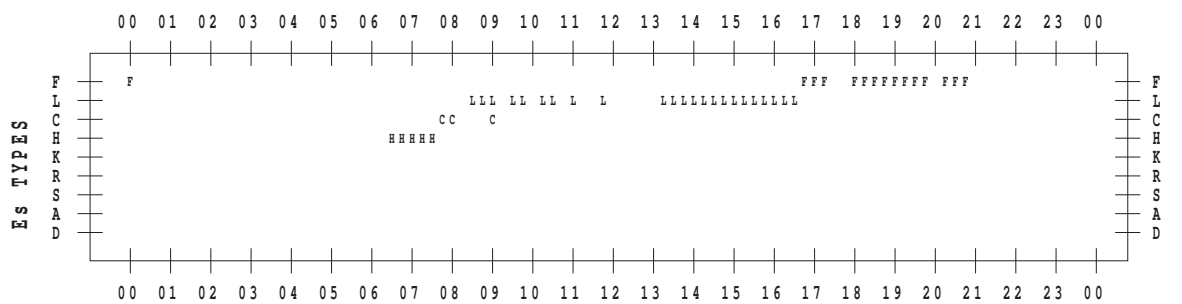 00 01 02 03 04 05 06 07 08 09 10 11 12 13 14 15 16 17 18 19 20 21 22 23 00
F F FFF FFFFFFFF FFF F
L LLL LL LL L L LLLLLLLLLLLLLL L
C CC C C
H HHHHH H
K K
R R
S S
A A
D D
Es TYPES
00 01 02 03 04 05 06 07 08 09 10 11 12 13 14 15 16 17 18 19 20 21 22 23 00